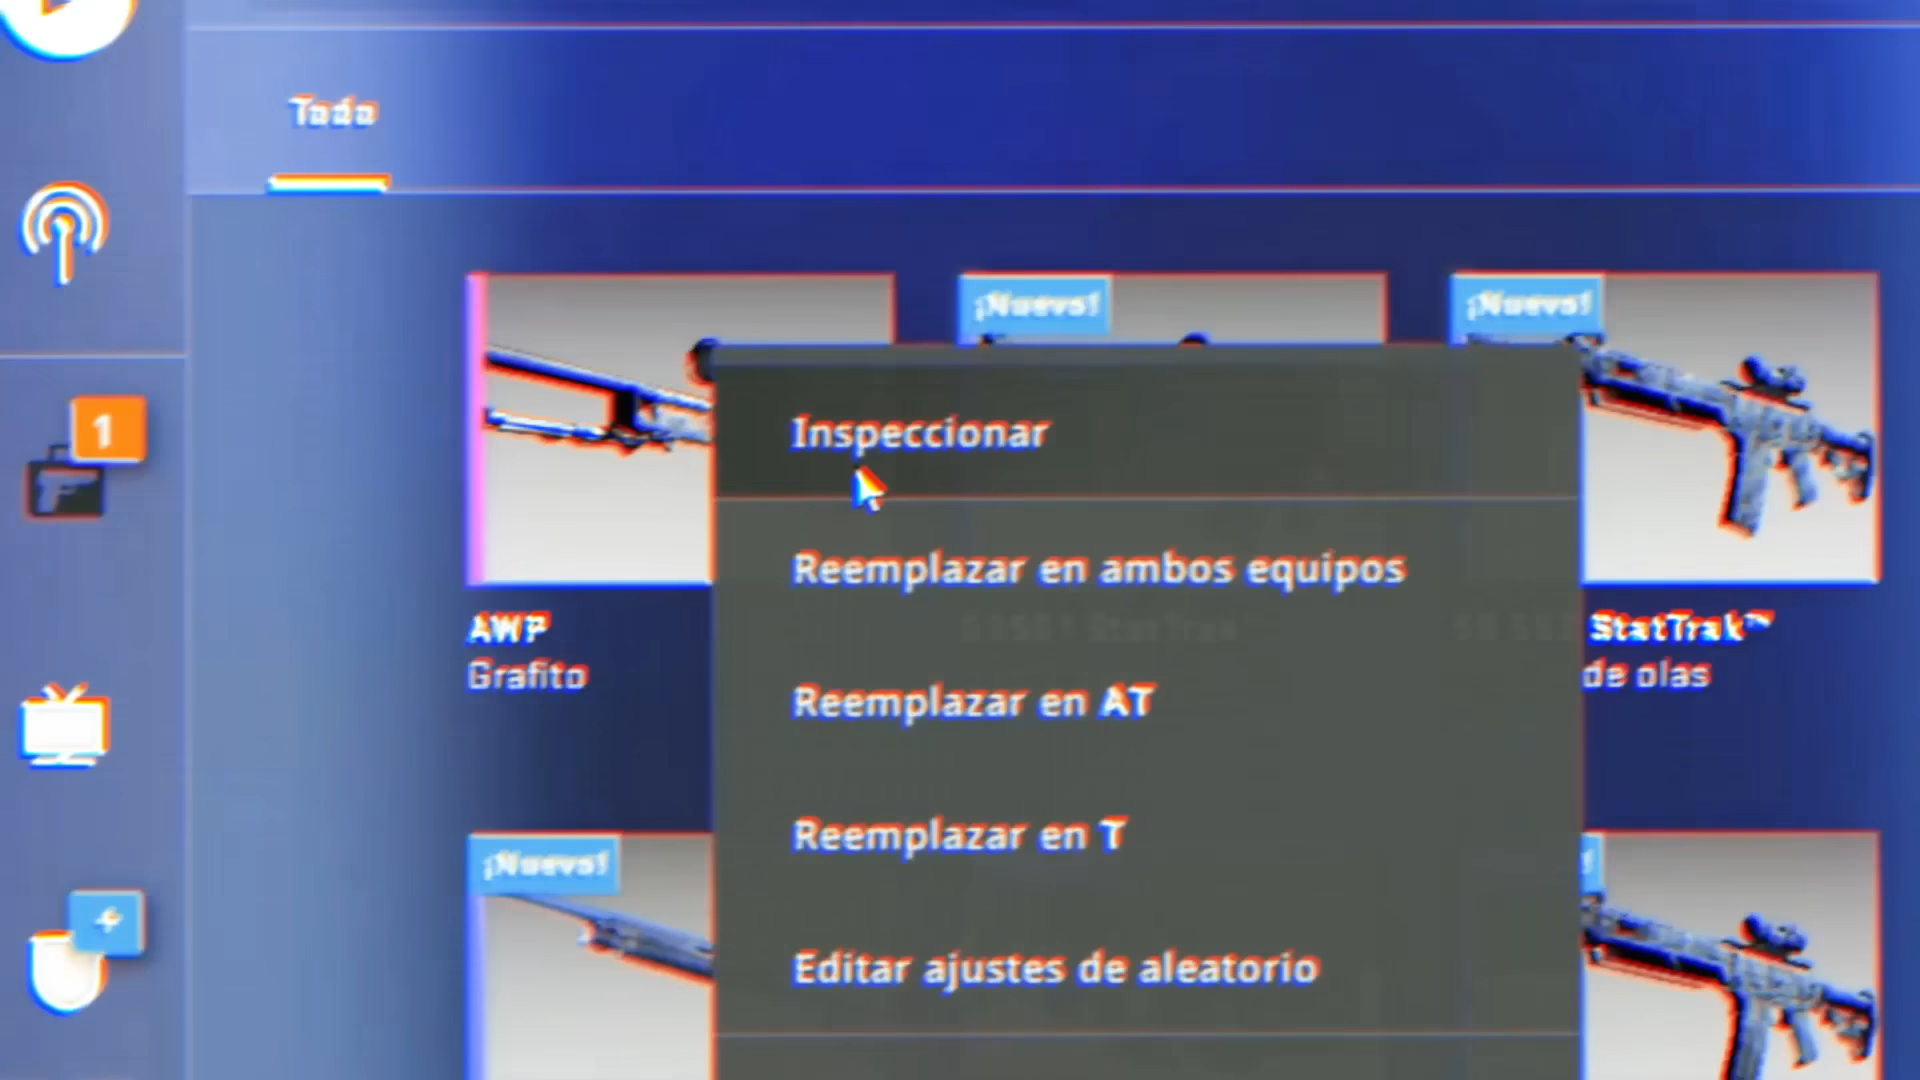 Todo
1
¡Nuevo!
¡Nuevo!
Inspeccionar
Reemplazar en ambos equipos
AWP
Grafito
StatTrak™
de olas
Reemplazar en AT
Reemplazar en T
¡Nuevo!
Editar ajustes de aleatorio